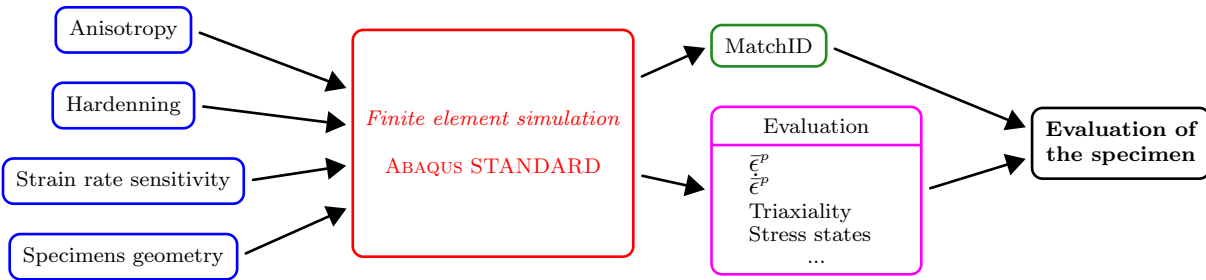 Anisotropy
Hardenning
Strain rate sensitivity
Specimens geometry
Finite element simulation
ABAQUS STANDARD
MatchID
Evaluation
ε̄ᵖ
ε̄̇ᵖ
Triaxiality
Stress states
...
Evaluation of
the specimen